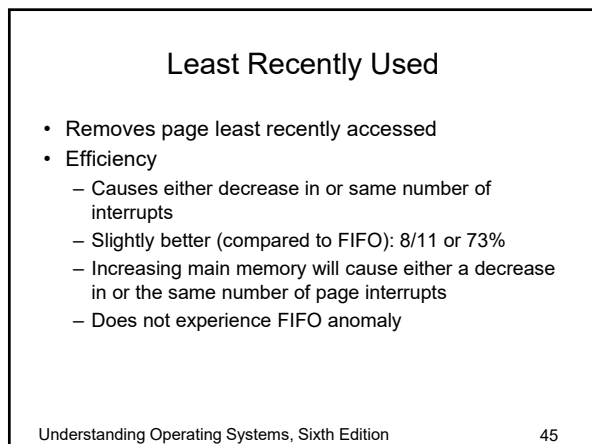 Least Recently Used
• Removes page least recently accessed
• Efficiency
– Causes either decrease in or same number of
interrupts
– Slightly better (compared to FIFO): 8/11 or 73%
– Increasing main memory will cause either a decrease
in or the same number of page interrupts
– Does not experience FIFO anomaly
Understanding Operating Systems, Sixth Edition 45